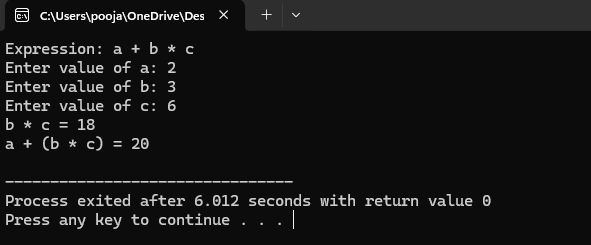 C:\Users\pooja\OneDrive\Des
Expression: a + b * c
Enter value of a: 2
Enter value of b: 3
Enter value of c: 6
b * c = 18
a + (b * c) = 20
--------------------------------
Process exited after 6.012 seconds with return value 0
Press any key to continue . . .